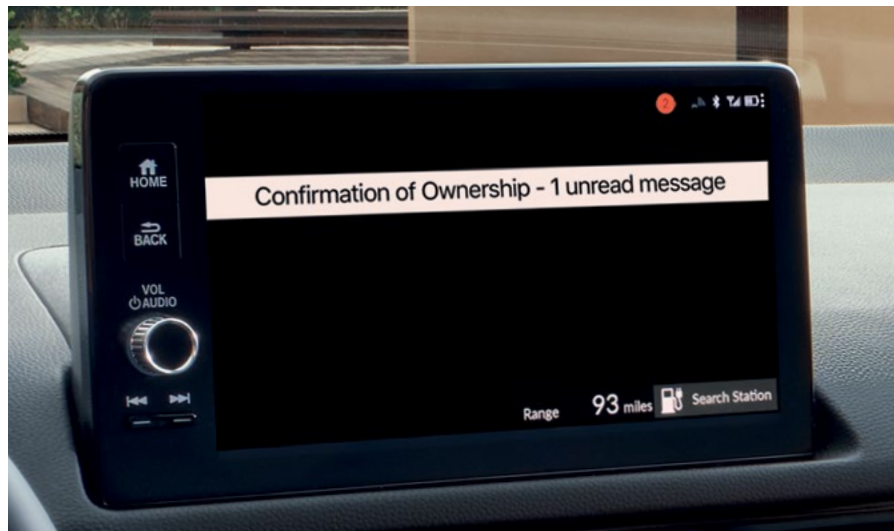 2
HOME
Confirmation of Ownership - 1 unread message
BACK
VOL
AUDIO
Range 93 miles Search Station